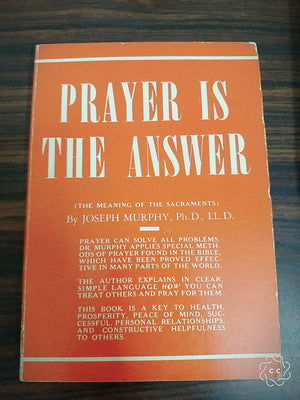 PRAYER IS
THE ANSWER
(THE MEANING OF THE SACRAMENTS)
By JOSEPH MURPHY, Ph. D., LL. D.
PRAYER CAN SOLVE ALL PROBLEMS.
DR. MURPHY APPLIES SPECIAL METH-
ODS OF PRAYER FOUND IN THE BIBLE,
WHICH HAVE BEEN PROVED EFFEC-
TIVE IN MANY PARTS OF THE WORLD.
THE AUTHOR EXPLAINS IN CLEAR,
SIMPLE LANGUAGE HOW YOU CAN
TREAT OTHERS AND PRAY FOR THEM.
THIS BOOK IS A KEY TO HEALTH,
PROSPERITY, PEACE OF MIND, SUC-
CESSFUL, PERSONAL RELATIONSHIPS,
AND CONSTRUCTIVE HELPFULNESS
TO OTHERS.